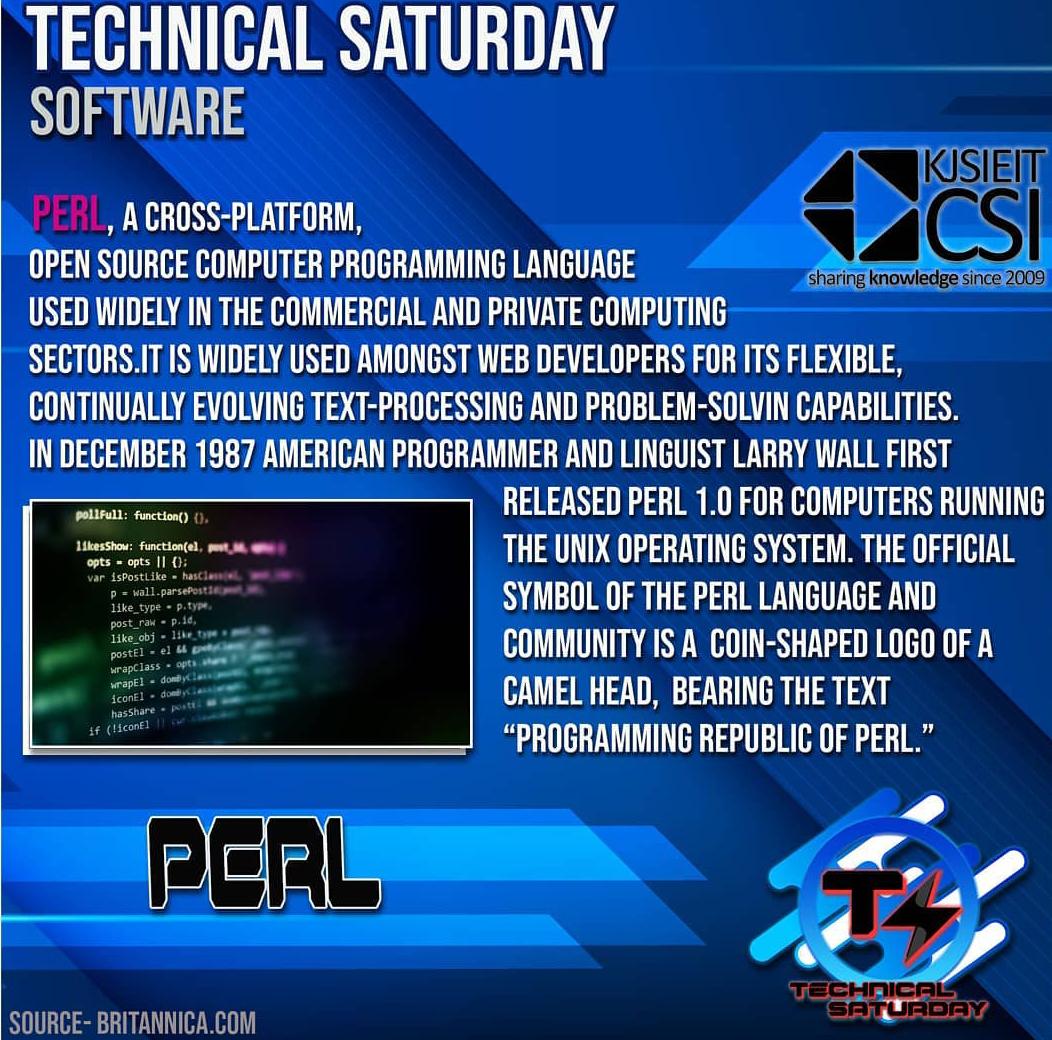 TECHNICAL SATURDAY
SOFTWARE
KJSIEIT
CSI
sharing knowledge since 2009
PERL, A CROSS-PLATFORM,
OPEN SOURCE COMPUTER PROGRAMMING LANGUAGE
USED WIDELY IN THE COMMERCIAL AND PRIVATE COMPUTING
SECTORS.IT IS WIDELY USED AMONGST WEB DEVELOPERS FOR ITS FLEXIBLE,
CONTINUALLY EVOLVING TEXT-PROCESSING AND PROBLEM-SOLVIN CAPABILITIES.
IN DECEMBER 1987 AMERICAN PROGRAMMER AND LINGUIST LARRY WALL FIRST
RELEASED PERL 1.0 FOR COMPUTERS RUNNING
THE UNIX OPERATING SYSTEM. THE OFFICIAL
SYMBOL OF THE PERL LANGUAGE AND
COMMUNITY IS A COIN-SHAPED LOGO OF A
CAMEL HEAD, BEARING THE TEXT
“PROGRAMMING REPUBLIC OF PERL.”
pollFull: function() {},
likesShow: function(el, post_id, opts) {
opts = opts || {};
var isPostLike = hasClass(el,
p = wall.parsePostId(post_id),
like_type = p.type,
post_raw = p.id,
like_obj = like_type +
postEl = el &&
wrapClass = opts.
wrapEl = domByClass(
iconEl = domByClass(
hasShare =
if (!iconEl ||
PERL
TS
TECHNICAL
SATURDAY
SOURCE- BRITANNICA.COM